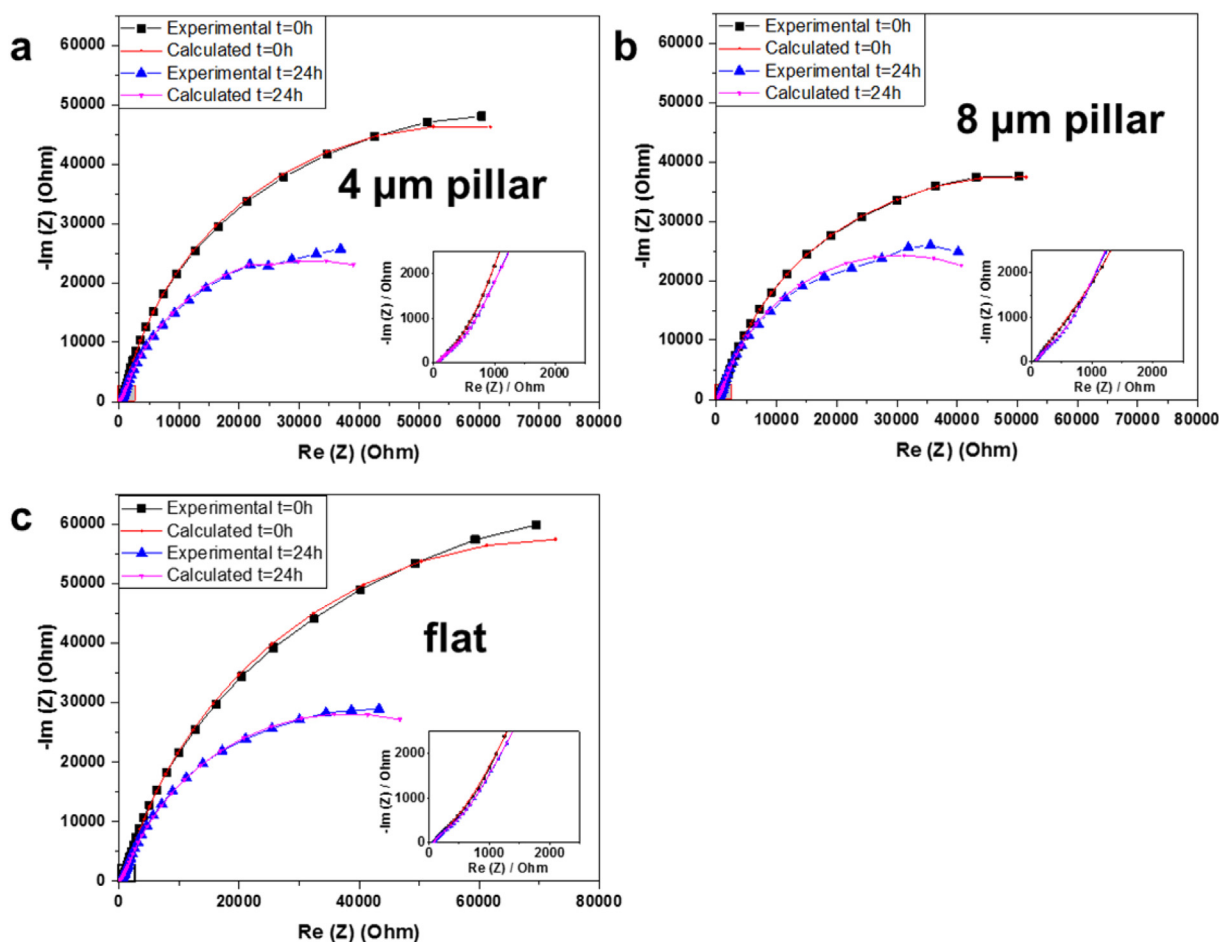 a
Experimental t=0h
Calculated t=0h
Experimental t=24h
Calculated t=24h
4 µm pillar
60000
50000
40000
30000
20000
10000
0
-Im (Z) (Ohm)
0 10000 20000 30000 40000 50000 60000 70000 80000
Re (Z) (Ohm)
2000
1000
0
-Im (Z) / Ohm
0 1000 2000
Re (Z) / Ohm
b
Experimental t=0h
Calculated t=0h
Experimental t=24h
Calculated t=24h
8 µm pillar
60000
50000
40000
30000
20000
10000
0
-Im (Z) (Ohm)
0 10000 20000 30000 40000 50000 60000 70000 80000
Re (Z) (Ohm)
2000
1000
0
-Im (Z) / Ohm
0 1000 2000
Re (Z) / Ohm
c
Experimental t=0h
Calculated t=0h
Experimental t=24h
Calculated t=24h
flat
60000
50000
40000
30000
20000
10000
0
-Im (Z) (Ohm)
0 20000 40000 60000 80000
Re (Z) (Ohm)
2000
1000
0
-Im (Z) / Ohm
0 1000 2000
Re (Z) / Ohm